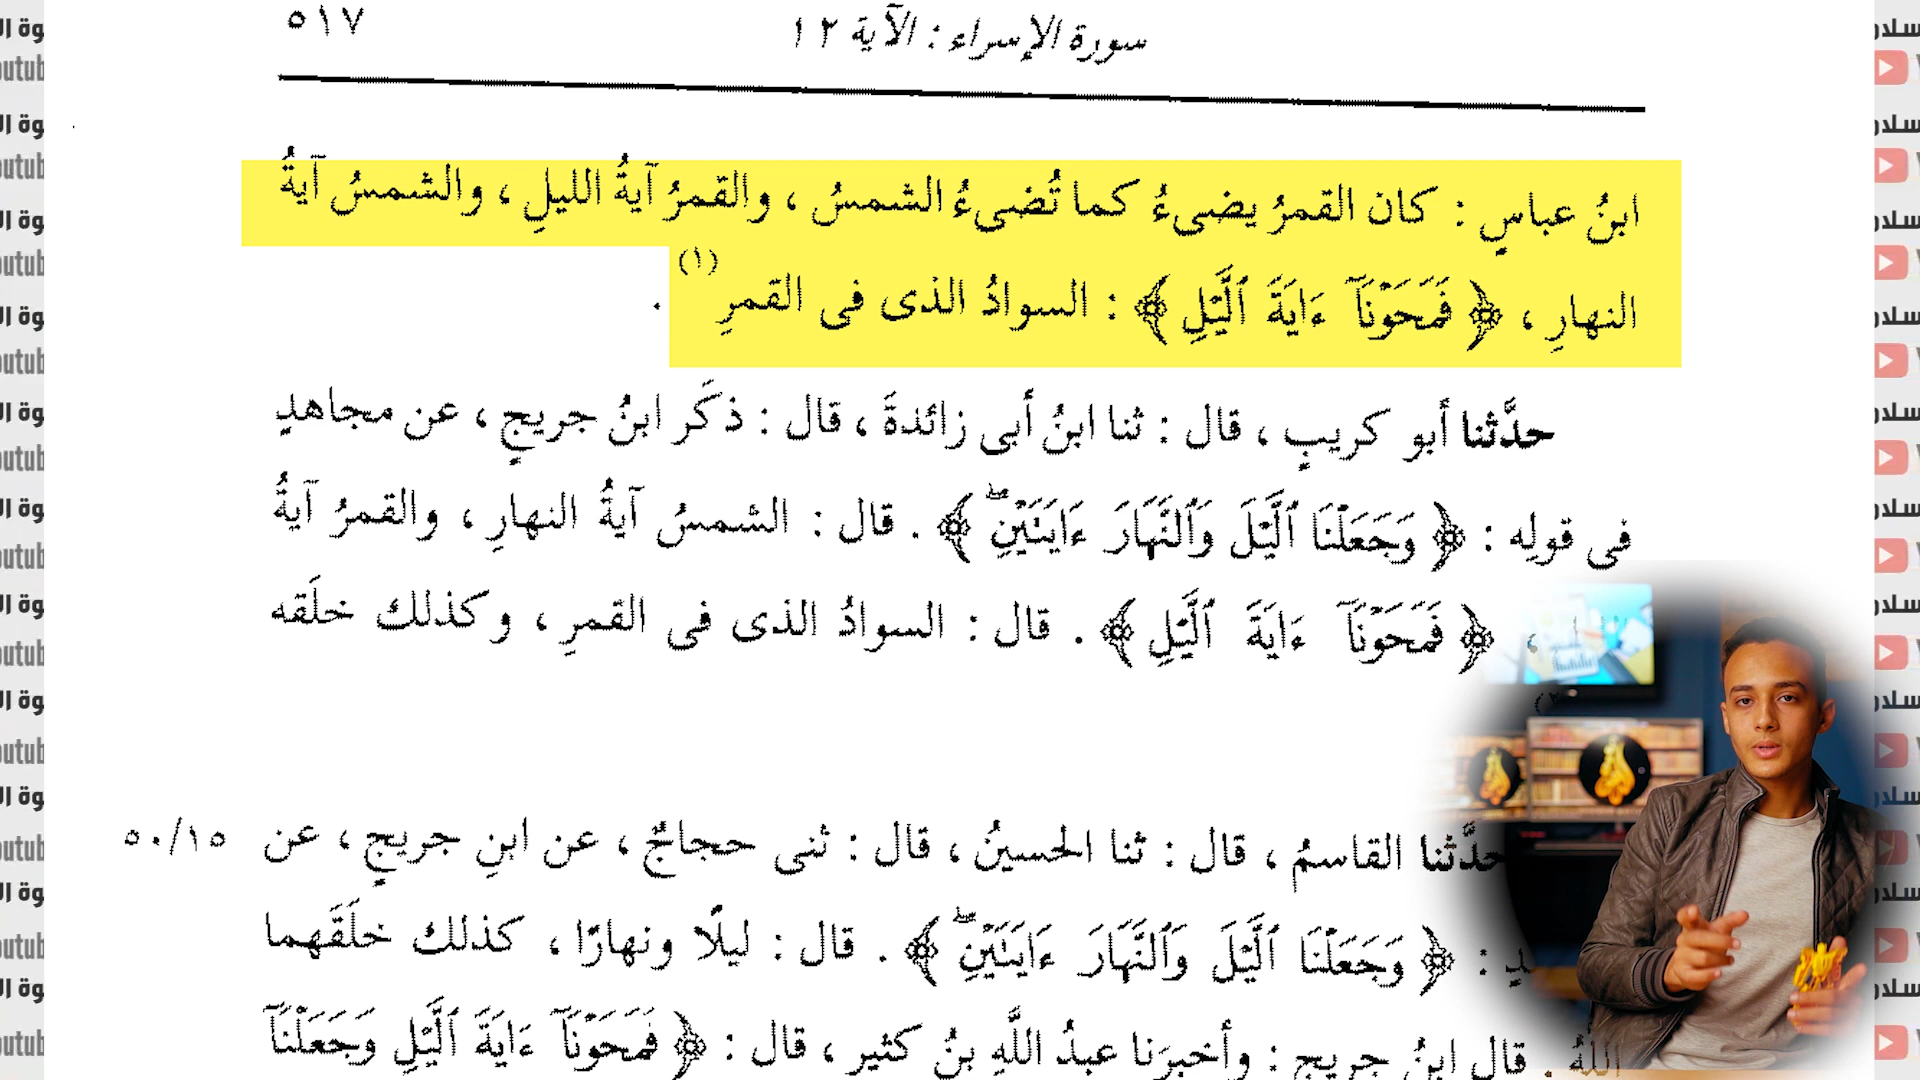 سورة الإسراء : الآية ١٢
٥١٧
ابنُ عباسٍ : كان القمرُ يضىءُ كما تُضىءُ الشمسُ ، والقمرُ آيةُ الليلِ ، والشمسُ آيةُ
النهارِ ، ﴿ فَمَحَوْنَآ ءَايَةَ ٱلَّيْلِ ﴾ : السوادُ الذى فى القمرِ (١) .
حدَّثنا أبو كريبٍ ، قال : ثنا ابنُ أبى زائدةَ ، قال : ذكَر ابنُ جريجٍ ، عن مجاهدٍ
فى قولِه : ﴿ وَجَعَلْنَا ٱلَّيْلَ وَٱلنَّهَارَ ءَايَتَيْنِۖ ﴾ . قال : الشمسُ آيةُ النهارِ ، والقمرُ آيةُ
، ﴿ فَمَحَوْنَآ ءَايَةَ ٱلَّيْلِ ﴾ . قال : السوادُ الذى فى القمرِ ، وكذلك خلَقه
حدَّثنا القاسمُ ، قال : ثنا الحسينُ ، قال : ثنى حجاجٌ ، عن ابنِ جريجٍ ، عن
١٥/٥٠
: ﴿ وَجَعَلْنَا ٱلَّيْلَ وَٱلنَّهَارَ ءَايَتَيْنِۖ ﴾ . قال : ليلًا ونهارًا ، كذلك خلَقَهما
اللَّهُ . قال ابنُ جريجٍ : وأخبرَنا عبدُ اللَّهِ بنُ كثيرٍ ، قال : ﴿ فَمَحَوْنَآ ءَايَةَ ٱلَّيْلِ وَجَعَلْنَآ